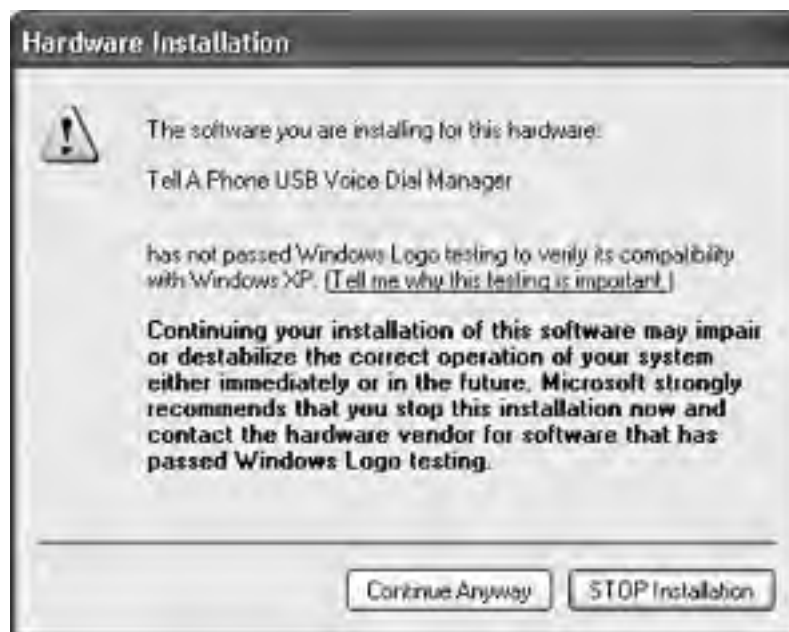 Hardware Installation
The software you are installing for this hardware:
Tell A Phone USB Voice Dial Manager
has not passed Windows Logo testing to verify its compatibility
with Windows XP. (Tell me why this testing is important.)
Continuing your installation of this software may impair
or destabilize the correct operation of your system
either immediately or in the future. Microsoft strongly
recommends that you stop this installation now and
contact the hardware vendor for software that has
passed Windows Logo testing.
Continue Anyway
STOP Installation